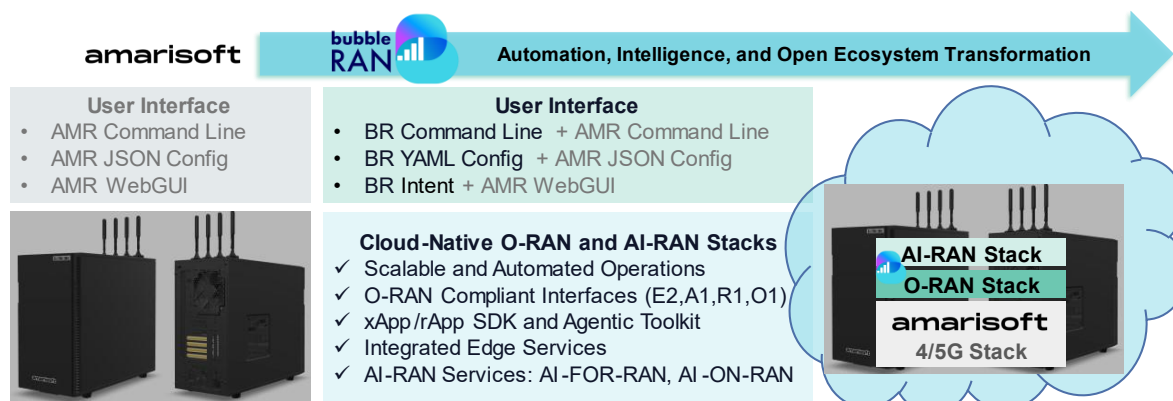 amarisoft
bubble
RAN
Automation, Intelligence, and Open Ecosystem Transformation
User Interface
• AMR Command Line
• AMR JSON Config
• AMR WebGUI
User Interface
• BR Command Line + AMR Command Line
• BR YAML Config + AMR JSON Config
• BR Intent + AMR WebGUI
Cloud-Native O-RAN and AI-RAN Stacks
✓ Scalable and Automated Operations
✓ O-RAN Compliant Interfaces (E2,A1,R1,O1)
✓ xApp/rApp SDK and Agentic Toolkit
✓ Integrated Edge Services
✓ AI-RAN Services: AI-FOR-RAN, AI-ON-RAN
AI-RAN Stack
O-RAN Stack
amarisoft
4/5G Stack
amarisoft